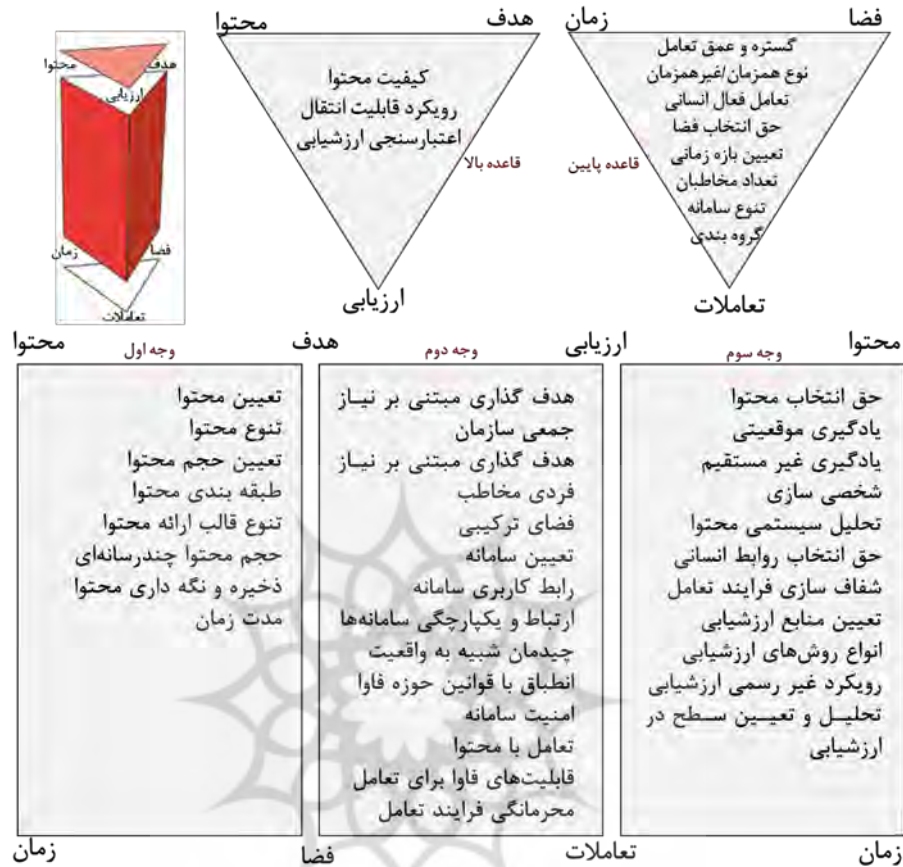 فضا
زمان
گستره و عمق تعامل
نوع همزمان/غیرهمزمان
تعامل فعال انسانی
حق انتخاب فضا
تعیین بازه زمانی
تعداد مخاطبان
تنوع سامانه
گروه بندی
قاعده پایین
تعاملات
هدف
محتوا
کیفیت محتوا
رویکرد قابلیت انتقال
اعتبارسنجی ارزشیابی
قاعده بالا
ارزیابی
هدف
محتوا
ارزیابی
فضا
زمان
تعاملات
محتوا
وجه سوم
ارزیابی
حق انتخاب محتوا
یادگیری موقعیتی
یادگیری غیر مستقیم
شخصی سازی
تحلیل سیستمی محتوا
حق انتخاب روابط انسانی
شفاف سازی فرایند تعامل
تعیین منابع ارزشیابی
انواع روش‌های ارزشیابی
رویکرد غیر رسمی ارزشیابی
تحلیل و تعیین سطح در
ارزشیابی
زمان
تعاملات
وجه دوم
هدف
هدف گذاری مبتنی بر نیاز
جمعی سازمان
هدف گذاری مبتنی بر نیاز
فردی مخاطب
فضای ترکیبی
تعیین سامانه
رابط کاربری سامانه
ارتباط و یکپارچگی سامانه‌ها
چیدمان شبیه به واقعیت
انطباق با قوانین حوزه فاوا
امنیت سامانه
تعامل با محتوا
قابلیت‌های فاوا برای تعامل
محرمانگی فرایند تعامل
فضا
وجه اول
محتوا
تعیین محتوا
تنوع محتوا
تعیین حجم محتوا
طبقه بندی محتوا
تنوع قالب ارائه محتوا
حجم محتوا چندرسانه‌ای
ذخیره و نگه داری محتوا
مدت زمان
زمان